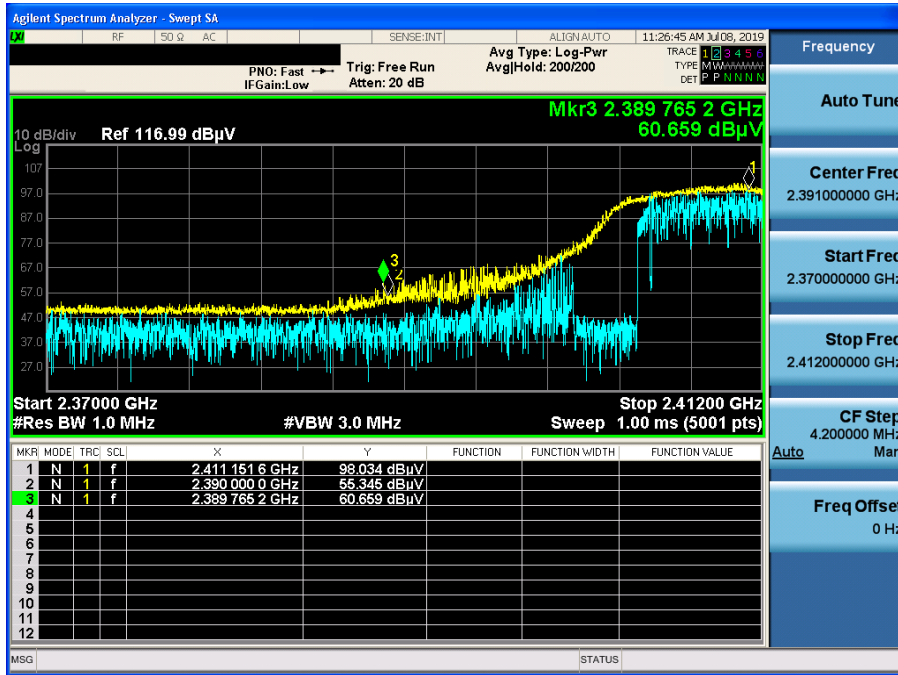 Agilent Spectrum Analyzer - Swept SA
LXI RF 50 Ω AC SENSE:INT ALIGN AUTO 11:26:45 AM Jul 08, 2019
PNO: Fast
IFGain:Low
Trig: Free Run
Atten: 20 dB
Avg Type: Log-Pwr
Avg|Hold: 200/200
TRACE 1 2 3 4 5 6
TYPE M W W W W W
DET P P N N N N
Mkr3 2.389 765 2 GHz
60.659 dBµV
10 dB/div Ref 116.99 dBµV
Log
107
97.0
87.0
77.0
67.0
57.0
47.0
37.0
27.0
1
3
2
Start 2.37000 GHz Stop 2.41200 GHz
#Res BW 1.0 MHz #VBW 3.0 MHz Sweep 1.00 ms (5001 pts)
MKR MODE TRC SCL X Y FUNCTION FUNCTION WIDTH FUNCTION VALUE
1 N 1 f 2.411 151 6 GHz 98.034 dBµV
2 N 1 f 2.390 000 0 GHz 55.345 dBµV
3 N 1 f 2.389 765 2 GHz 60.659 dBµV
4
5
6
7
8
9
10
11
12
MSG STATUS
Frequency
Auto Tune
Center Freq
2.391000000 GHz
Start Freq
2.370000000 GHz
Stop Freq
2.412000000 GHz
CF Step
4.200000 MHz
Auto Man
Freq Offset
0 Hz